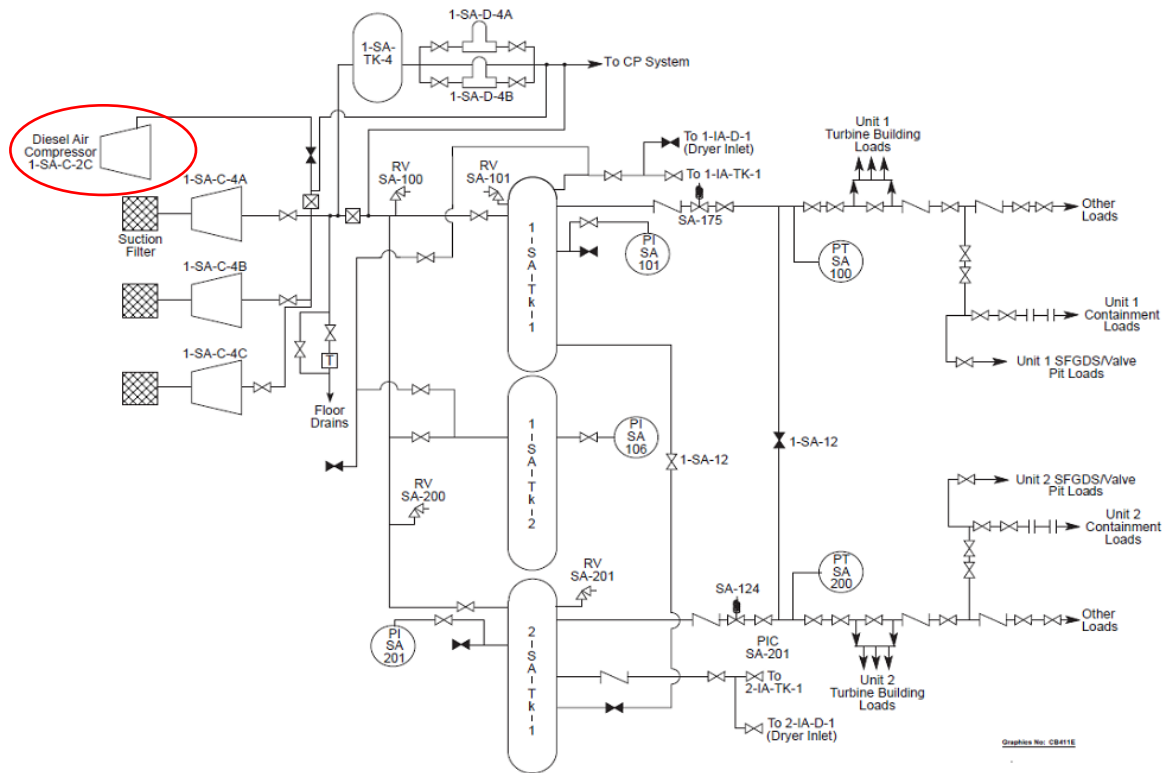 1-SA-D-4A
1-SA-
TK-4
To CP System
1-SA-D-4B
Diesel Air
Compressor
1-SA-C-2C
Unit 1
Turbine Building
Loads
To 1-IA-D-1
(Dryer Inlet)
To 1-IA-TK-1
RV
SA-100
RV
SA-101
1-SA-C-4A
Suction
Filter
SA-175
Other
Loads
PI
SA
101
PT
SA
100
1-SA-Tk-1
1-SA-C-4B
Unit 1
Containment
Loads
1-SA-C-4C
T
Unit 1 SFGDS/Valve
Pit Loads
Floor
Drains
1-SA-Tk-2
PI
SA
106
1-SA-12
1-SA-12
Unit 2 SFGDS/Valve
Pit Loads
RV
SA-200
Unit 2
Containment
Loads
RV
SA-201
PT
SA
200
SA-124
2-SA-Tk-1
PI
SA
201
PIC
SA-201
Other
Loads
To
2-IA-TK-1
Unit 2
Turbine Building
Loads
To 2-IA-D-1
(Dryer Inlet)
Graphics No: CB411E